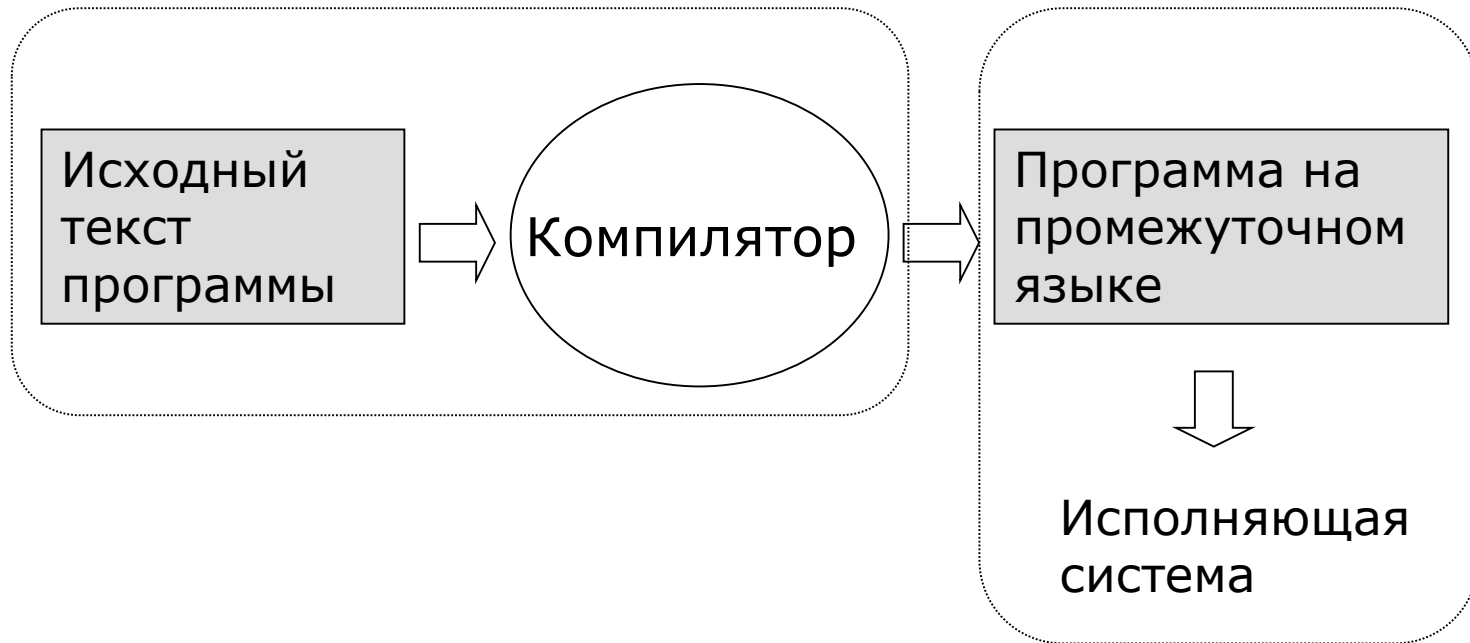 Исходный
текст
программы
Компилятор
Программа на
промежуточном
языке
Исполняющая
система